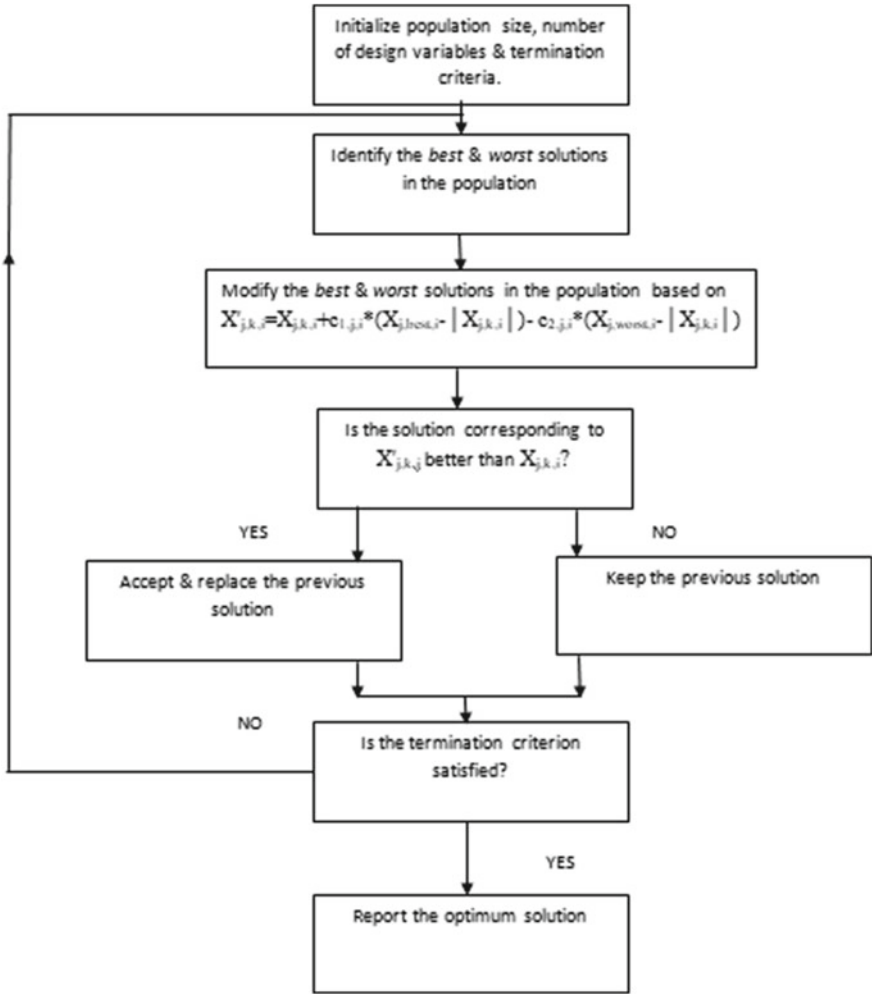 Initialize population size, number
of design variables & termination
criteria.
Identify the best & worst solutions
in the population
Modify the best & worst solutions in the population based on
X'j,k,i=Xj,k,i+c1,j,i*(Xj,best,i-|Xj,k,i|)-c2,j,i*(Xj,worst,i-|Xj,k,i|)
Is the solution corresponding to
X'j,k,j better than Xj,k,i?
YES
NO
Accept & replace the previous
solution
Keep the previous solution
NO
Is the termination criterion
satisfied?
YES
Report the optimum solution